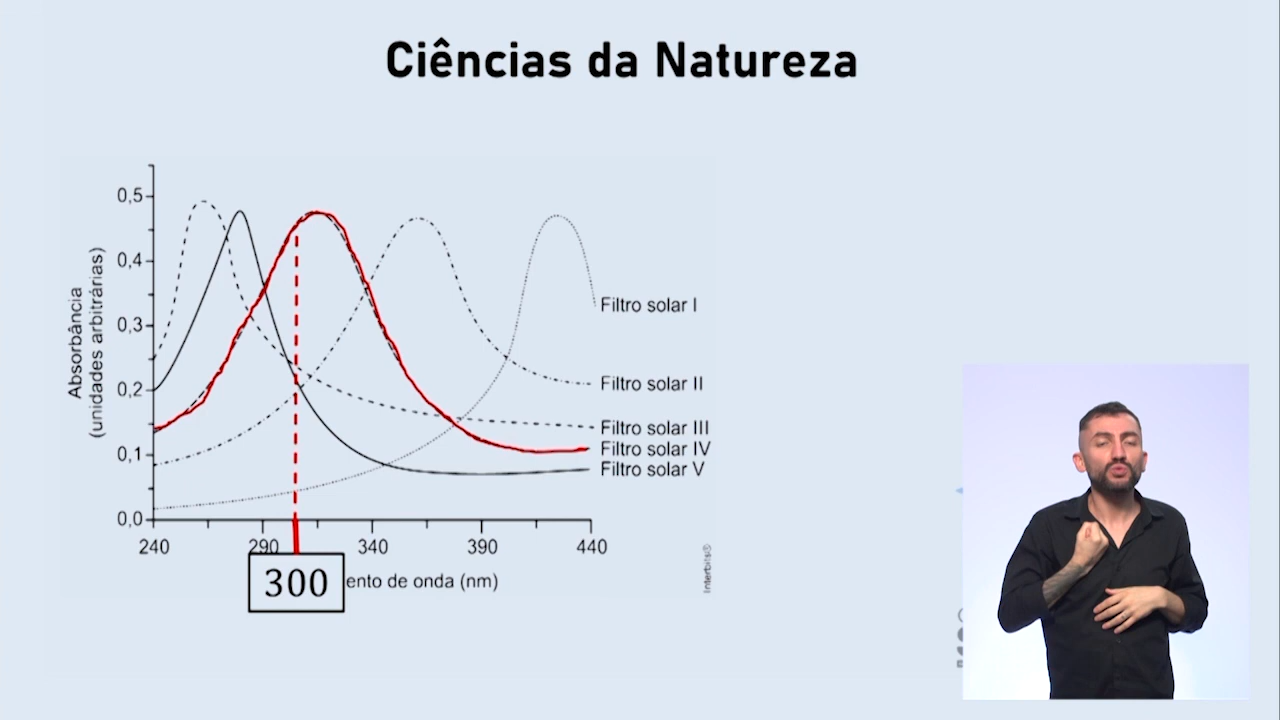 Ciências da Natureza
Absorbância
(unidades arbitrárias)
0,5
0,4
0,3
0,2
0,1
0,0
240
290
340
390
440
300
ento de onda (nm)
Filtro solar I
Filtro solar II
Filtro solar III
Filtro solar IV
Filtro solar V
Interbits®